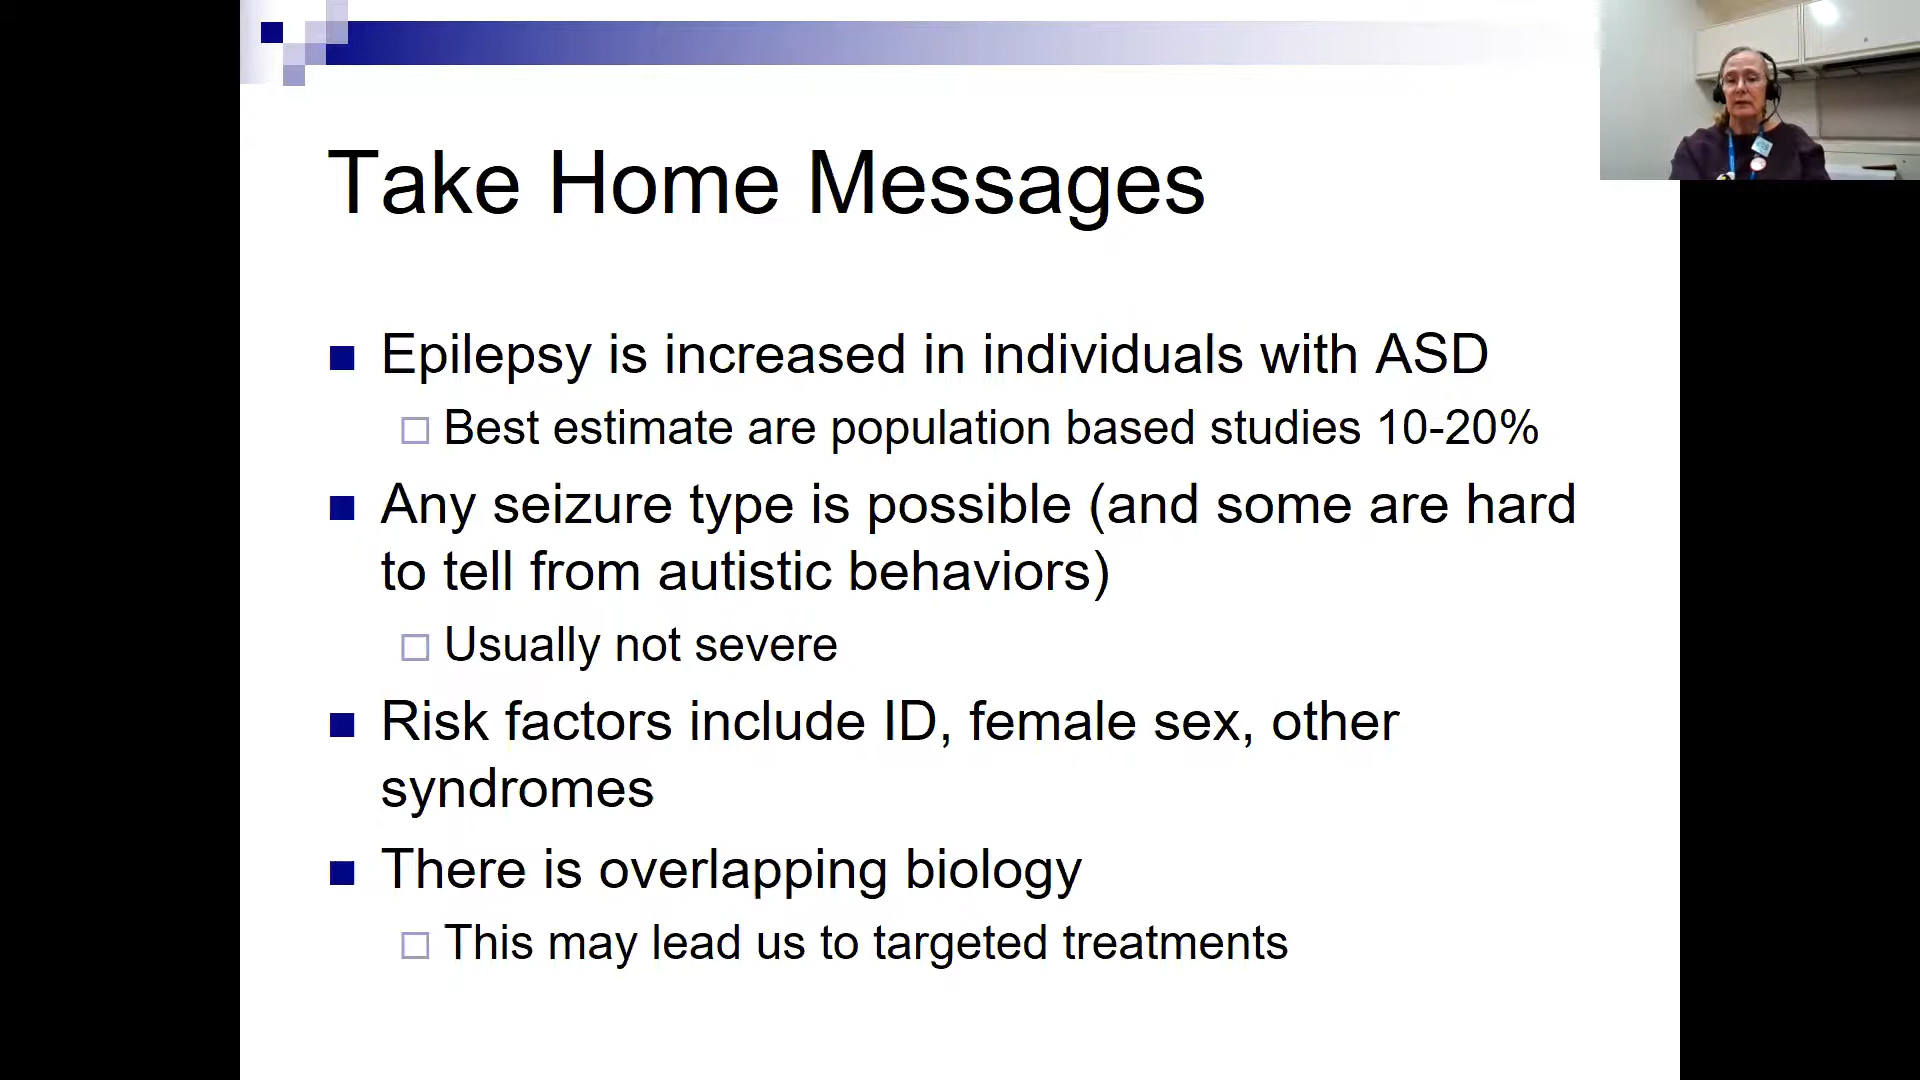 Take Home Messages
Epilepsy is increased in individuals with ASD
Best estimate are population based studies 10-20%
Any seizure type is possible (and some are hard
to tell from autistic behaviors)
Usually not severe
Risk factors include ID, female sex, other
syndromes
There is overlapping biology
This may lead us to targeted treatments